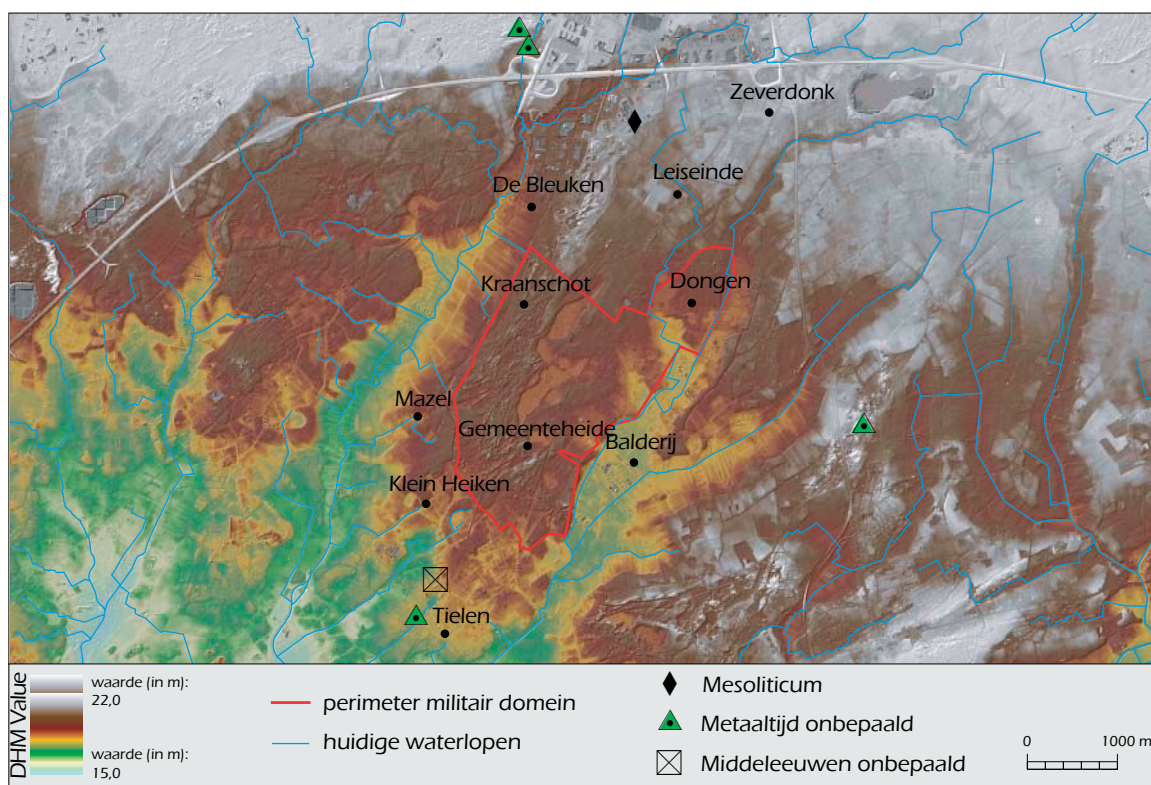 Zeverdonk
Leiseinde
De Bleuken
Kraanschot
Dongen
Mazel
Gemeenteheide
Balderij
Klein Heiken
Tielen
DHM Value
waarde (in m):
22,0
waarde (in m):
15,0
perimeter militair domein
huidige waterlopen
Mesoliticum
Metaaltijd onbepaald
Middeleeuwen onbepaald
0 1000 m